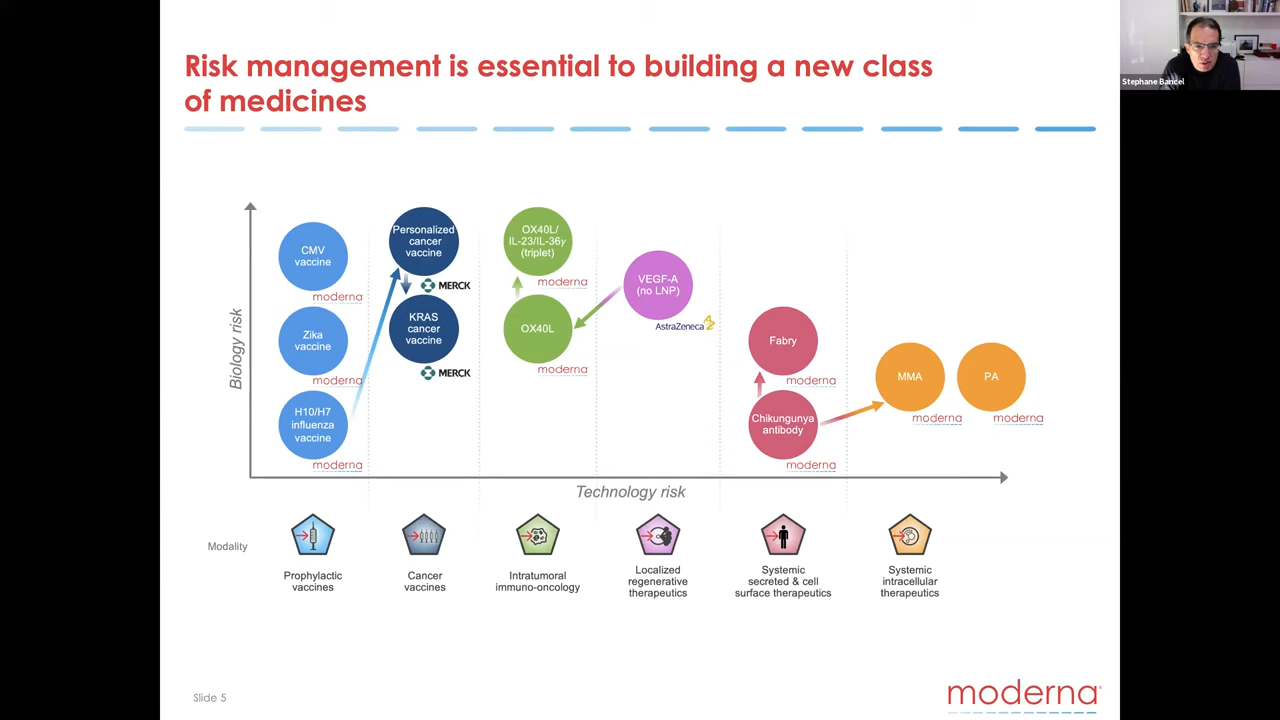 Risk management is essential to building a new class
of medicines
Stephane Bancel
Biology risk
CMV
vaccine
moderna
Zika
vaccine
moderna
H10/H7
influenza
vaccine
moderna
Personalized
cancer
vaccine
MERCK
KRAS
cancer
vaccine
MERCK
OX40L/
IL-23/IL-36γ
(triplet)
moderna
OX40L
moderna
VEGF-A
(no LNP)
AstraZeneca
Fabry
moderna
Chikungunya
antibody
moderna
MMA
moderna
PA
moderna
Technology risk
Modality
Prophylactic
vaccines
Cancer
vaccines
Intratumoral
immuno-oncology
Localized
regenerative
therapeutics
Systemic
secreted & cell
surface therapeutics
Systemic
intracellular
therapeutics
Slide 5
moderna